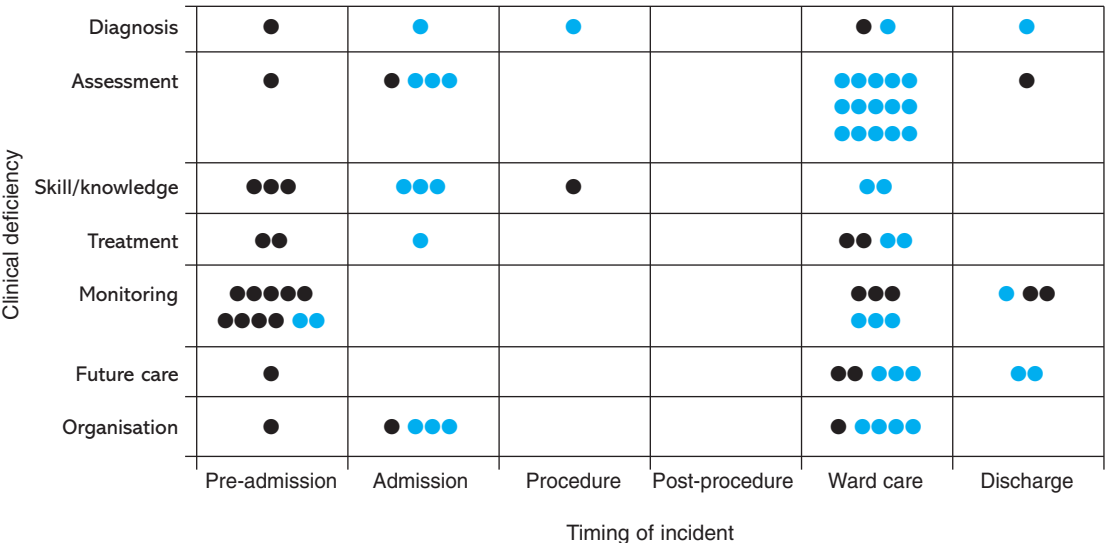 Clinical deficiency
Diagnosis
Assessment
Skill/knowledge
Treatment
Monitoring
Future care
Organisation
Pre-admission Admission Procedure Post-procedure Ward care Discharge
Timing of incident